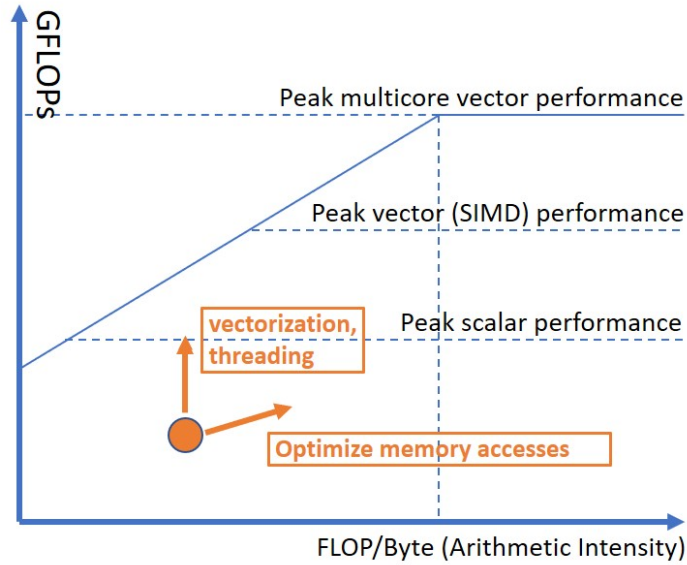 GFLOPs
Peak multicore vector performance
Peak vector (SIMD) performance
Peak scalar performance
vectorization,
threading
Optimize memory accesses
FLOP/Byte (Arithmetic Intensity)